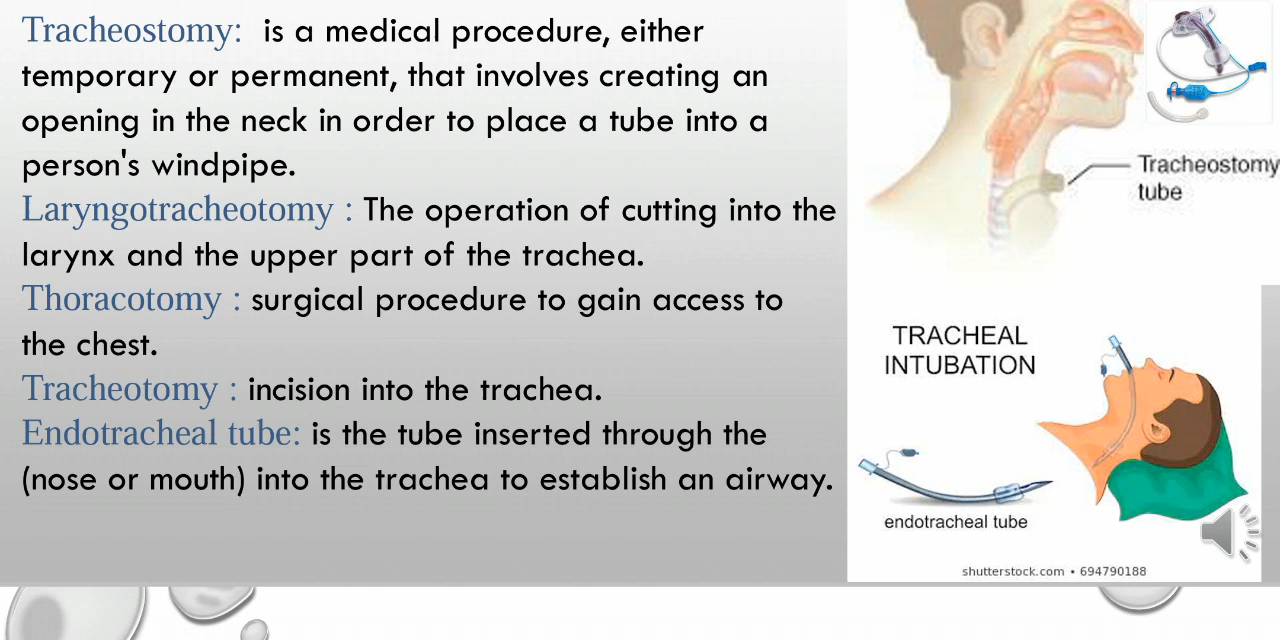 Tracheostomy: is a medical procedure, either
temporary or permanent, that involves creating an
opening in the neck in order to place a tube into a
person's windpipe.
Laryngotracheotomy : The operation of cutting into the
larynx and the upper part of the trachea.
Thoracotomy : surgical procedure to gain access to
the chest.
Tracheotomy : incision into the trachea.
Endotracheal tube: is the tube inserted through the
(nose or mouth) into the trachea to establish an airway.
Tracheostomy
tube
TRACHEAL
INTUBATION
endotracheal tube
shutterstock.com • 694790188